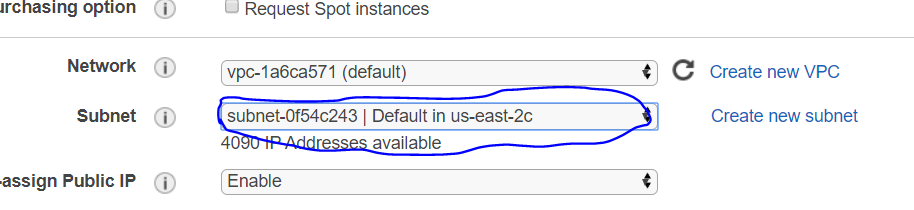 urchasing option i Request Spot instances
Network i vpc-1a6ca571 (default) Create new VPC
Subnet i subnet-0f54c243 | Default in us-east-2c Create new subnet
4090 IP Addresses available
-assign Public IP i Enable